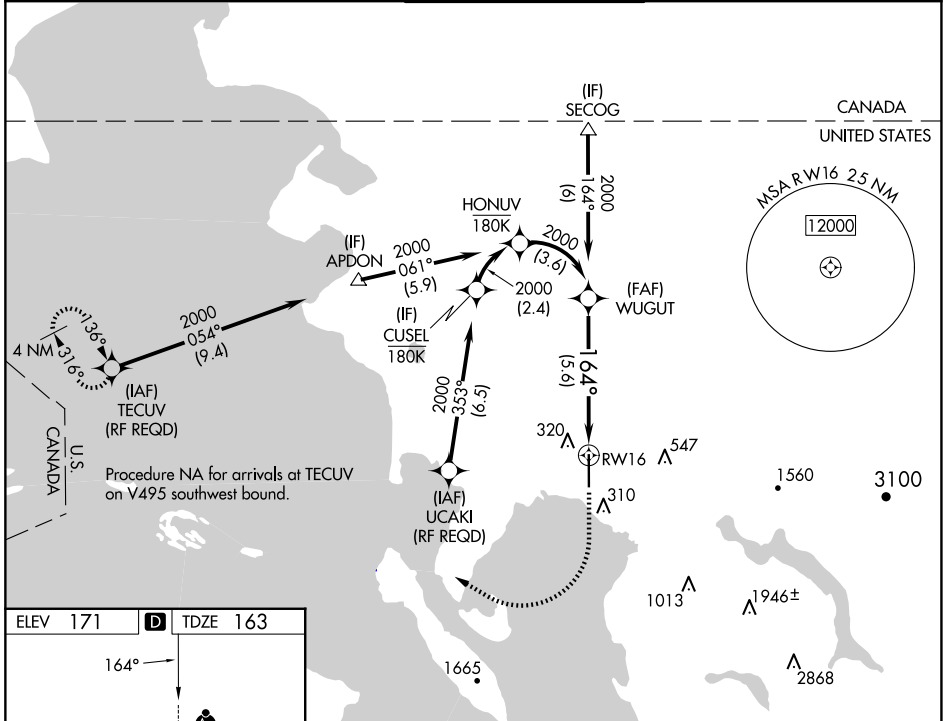 (IF)
SECOG
CANADA
UNITED STATES
MSA RW16 25 NM
12000
2000
164°
(6)
HONUV
180K
2000
(3.6)
(IF)
APDON
2000
061°
(5.9)
2000
(2.4)
(FAF)
WUGUT
(IF)
CUSEL
180K
2000
054°
(9.4)
136°
4 NM
316°
(IAF)
TECUV
(RF REQD)
164°
(5.6)
2000
353°
(6.5)
U.S.
CANADA
320
RW16
547
Procedure NA for arrivals at TECUV
on V495 southwest bound.
1560
3100
(IAF)
UCAKI
(RF REQD)
310
1013
1946±
ELEV 171
D
TDZE 163
164°
1665
2868